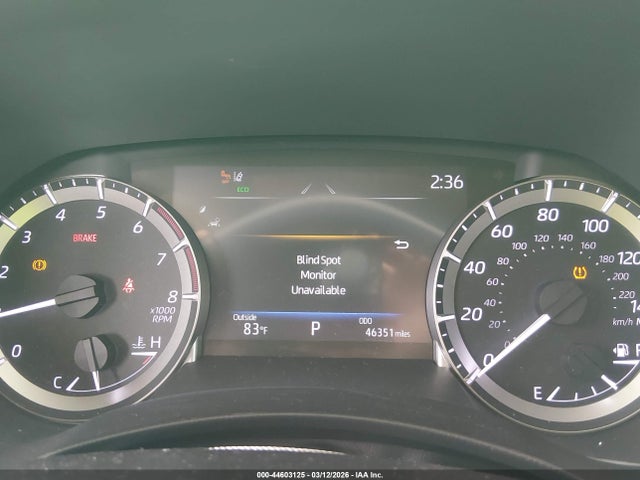 2:36
ECO
Blind Spot
Monitor
Unavailable
Outside
83°F
P
ODO
46351 miles
0
2
3
4
5
6
7
8
x1000
RPM
BRAKE
C
H
0
20
40
60
80
100
120
20
40
60
80
100
120
140
160
180
200
220
km/h
E
000-44603125 - 03/12/2026 - IAA Inc.